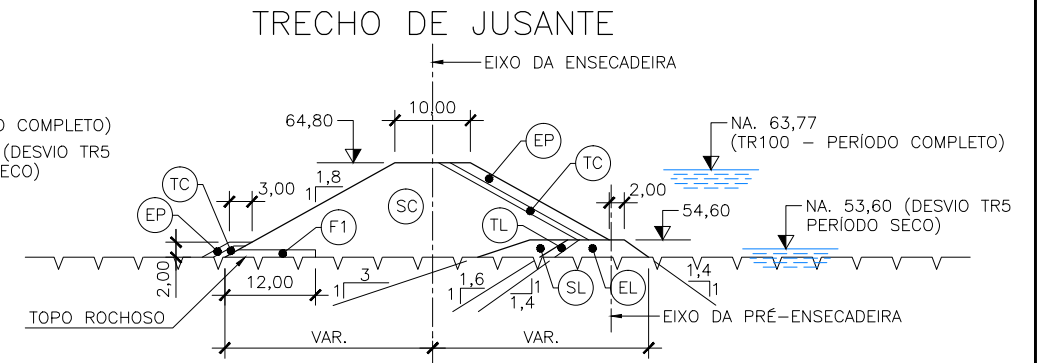 TRECHO DE JUSANTE
EIXO DA ENSECADEIRA
10,00
O COMPLETO)
(DESVIO TR5
ECO)
64,80
NA. 63,77
(TR100 - PERÍODO COMPLETO)
EP
TC
TC
3,00
1,8
1
SC
2,00
54,60
NA. 53,60 (DESVIO TR5
PERÍODO SECO)
EP
F1
TL
2,00
12,00
3
1
1,6
1
1,4
1
SL
EL
1,4
1
TOPO ROCHOSO
EIXO DA PRÉ-ENSECADEIRA
VAR.
VAR.